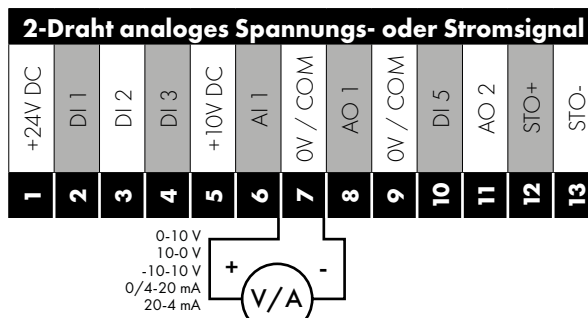 2-Draht analoges Spannungs- oder Stromsignal
+24V DC
DI 1
DI 2
DI 3
+10V DC
AI 1
0V / COM
AO 1
0V / COM
DI 5
AO 2
STO+
STO-
1
2
3
4
5
6
7
8
9
10
11
12
13
0-10 V
10-0 V
-10-10 V
0/4-20 mA
20-4 mA
+
-
V/A